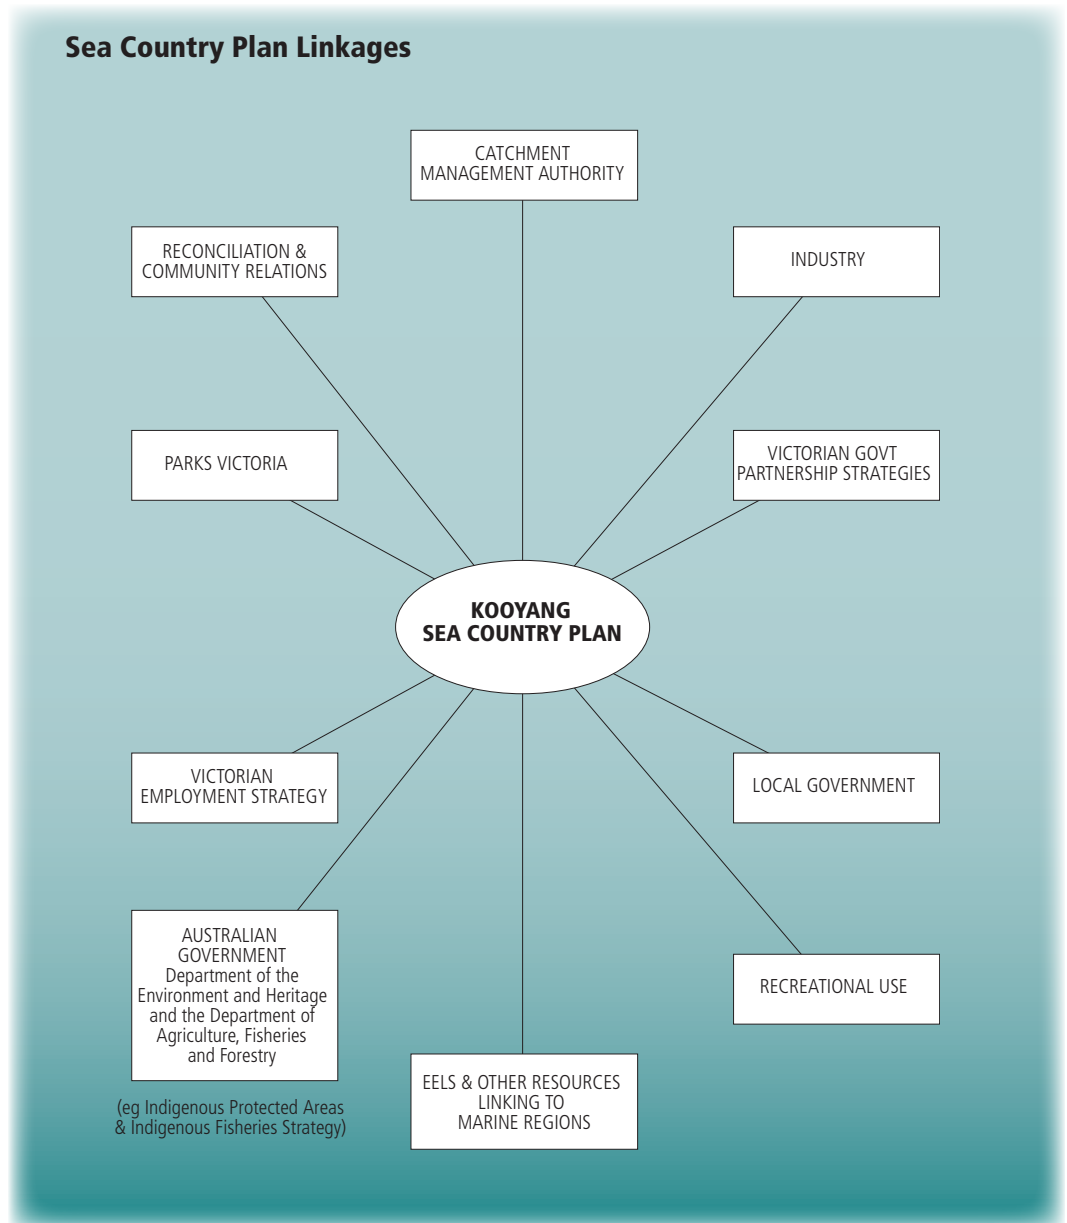 Sea Country Plan Linkages
CATCHMENT
MANAGEMENT AUTHORITY
RECONCILIATION &
COMMUNITY RELATIONS
INDUSTRY
PARKS VICTORIA
VICTORIAN GOVT
PARTNERSHIP STRATEGIES
KOOYANG
SEA COUNTRY PLAN
VICTORIAN
EMPLOYMENT STRATEGY
LOCAL GOVERNMENT
AUSTRALIAN
GOVERNMENT
Department of the
Environment and Heritage
and the Department of
Agriculture, Fisheries
and Forestry
RECREATIONAL USE
EELS & OTHER RESOURCES
LINKING TO
MARINE REGIONS
(eg Indigenous Protected Areas
& Indigenous Fisheries Strategy)